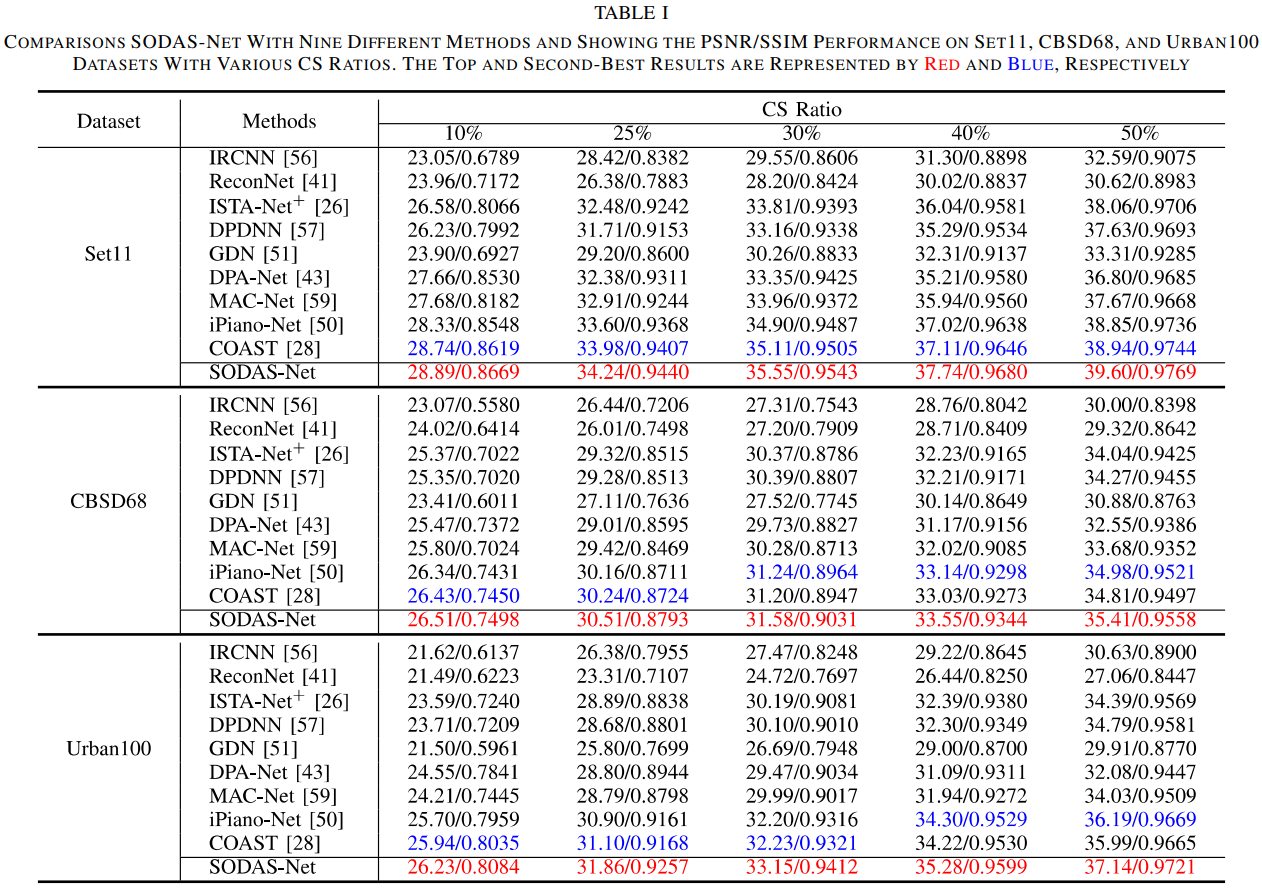 TABLE I
COMPARISONS SODAS-NET WITH NINE DIFFERENT METHODS AND SHOWING THE PSNR/SSIM PERFORMANCE ON SET11, CBSD68, AND URBAN100
DATASETS WITH VARIOUS CS RATIOS. THE TOP AND SECOND-BEST RESULTS ARE REPRESENTED BY RED AND BLUE, RESPECTIVELY
Dataset Methods CS Ratio
10% 25% 30% 40% 50%
IRCNN [56] 23.05/0.6789 28.42/0.8382 29.55/0.8606 31.30/0.8898 32.59/0.9075
ReconNet [41] 23.96/0.7172 26.38/0.7883 28.20/0.8424 30.02/0.8837 30.62/0.8983
ISTA-Net+ [26] 26.58/0.8066 32.48/0.9242 33.81/0.9393 36.04/0.9581 38.06/0.9706
DPDNN [57] 26.23/0.7992 31.71/0.9153 33.16/0.9338 35.29/0.9534 37.63/0.9693
Set11 GDN [51] 23.90/0.6927 29.20/0.8600 30.26/0.8833 32.31/0.9137 33.31/0.9285
DPA-Net [43] 27.66/0.8530 32.38/0.9311 33.35/0.9425 35.21/0.9580 36.80/0.9685
MAC-Net [59] 27.68/0.8182 32.91/0.9244 33.96/0.9372 35.94/0.9560 37.67/0.9668
iPiano-Net [50] 28.33/0.8548 33.60/0.9368 34.90/0.9487 37.02/0.9638 38.85/0.9736
COAST [28] 28.74/0.8619 33.98/0.9407 35.11/0.9505 37.11/0.9646 38.94/0.9744
SODAS-Net 28.89/0.8669 34.24/0.9440 35.55/0.9543 37.74/0.9680 39.60/0.9769
IRCNN [56] 23.07/0.5580 26.44/0.7206 27.31/0.7543 28.76/0.8042 30.00/0.8398
ReconNet [41] 24.02/0.6414 26.01/0.7498 27.20/0.7909 28.71/0.8409 29.32/0.8642
ISTA-Net+ [26] 25.37/0.7022 29.32/0.8515 30.37/0.8786 32.23/0.9165 34.04/0.9425
DPDNN [57] 25.35/0.7020 29.28/0.8513 30.39/0.8807 32.21/0.9171 34.27/0.9455
CBSD68 GDN [51] 23.41/0.6011 27.11/0.7636 27.52/0.7745 30.14/0.8649 30.88/0.8763
DPA-Net [43] 25.47/0.7372 29.01/0.8595 29.73/0.8827 31.17/0.9156 32.55/0.9386
MAC-Net [59] 25.80/0.7024 29.42/0.8469 30.28/0.8713 32.02/0.9085 33.68/0.9352
iPiano-Net [50] 26.34/0.7431 30.16/0.8711 31.24/0.8964 33.14/0.9298 34.98/0.9521
COAST [28] 26.43/0.7450 30.24/0.8724 31.20/0.8947 33.03/0.9273 34.81/0.9497
SODAS-Net 26.51/0.7498 30.51/0.8793 31.58/0.9031 33.55/0.9344 35.41/0.9558
IRCNN [56] 21.62/0.6137 26.38/0.7955 27.47/0.8248 29.22/0.8645 30.63/0.8900
ReconNet [41] 21.49/0.6223 23.31/0.7107 24.72/0.7697 26.44/0.8250 27.06/0.8447
ISTA-Net+ [26] 23.59/0.7240 28.89/0.8838 30.19/0.9081 32.39/0.9380 34.39/0.9569
DPDNN [57] 23.71/0.7209 28.68/0.8801 30.10/0.9010 32.30/0.9349 34.79/0.9581
Urban100 GDN [51] 21.50/0.5961 25.80/0.7699 26.69/0.7948 29.00/0.8700 29.91/0.8770
DPA-Net [43] 24.55/0.7841 28.80/0.8944 29.47/0.9034 31.09/0.9311 32.08/0.9447
MAC-Net [59] 24.21/0.7445 28.79/0.8798 29.99/0.9017 31.94/0.9272 34.03/0.9509
iPiano-Net [50] 25.70/0.7959 30.90/0.9161 32.20/0.9316 34.30/0.9529 36.19/0.9669
COAST [28] 25.94/0.8035 31.10/0.9168 32.23/0.9321 34.22/0.9530 35.99/0.9665
SODAS-Net 26.23/0.8084 31.86/0.9257 33.15/0.9412 35.28/0.9599 37.14/0.9721